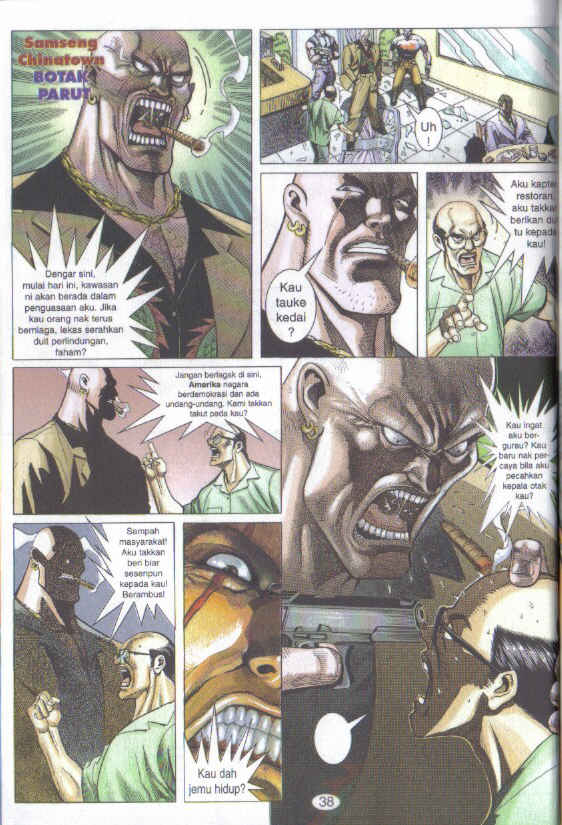 Samseng
Chinatown
BOTAK
PARUT
Dengar sini,
mulai hari ini, kawasan
ni akan berada dalam
penguasaan aku. Jika
kau orang nak terus
berniaga, lekas serahkan
duit perlindungan,
faham?
Uh
!
Kau
tauke
kedai
?
Aku kapten
restoran,
aku takkan
berikan duit
tu kepada
kau!
Jangan berlagak di sini,
Amerika negara
berdemokrasi dan ada
undang-undang. Kami takkan
takut pada kau?
Kau ingat
aku ber-
gurau? Kau
baru nak per-
caya bila aku
pecahkan
kepala otak
kau?
Sampah
masyarakat!
Aku takkan
beri biar
sesenpun
kepada kau!
Berambus!
Kau dah
jemu hidup?
38